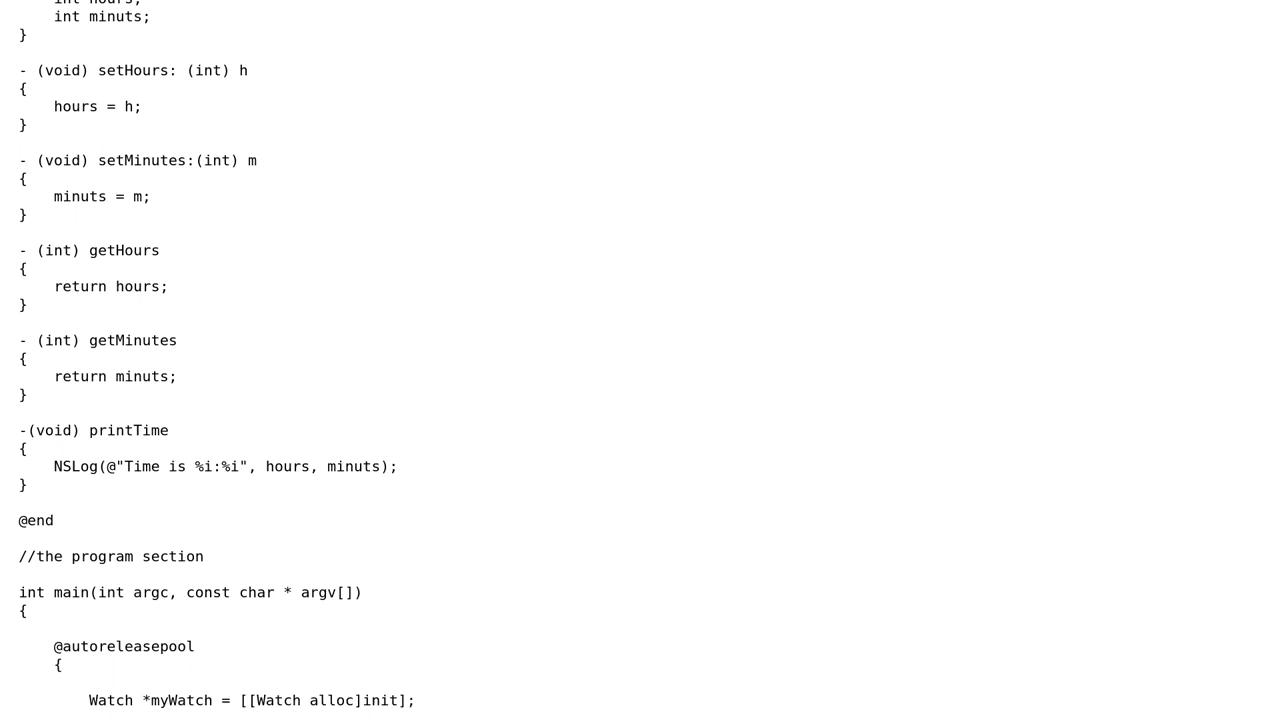 int hours;
int minuts;
}
- (void) setHours: (int) h
{
hours = h;
}
- (void) setMinutes:(int) m
{
minuts = m;
}
- (int) getHours
{
return hours;
}
- (int) getMinutes
{
return minuts;
}
-(void) printTime
{
NSLog(@"Time is %i:%i", hours, minuts);
}
@end
//the program section
int main(int argc, const char * argv[])
{
@autoreleasepool
{
Watch *myWatch = [[Watch alloc]init];